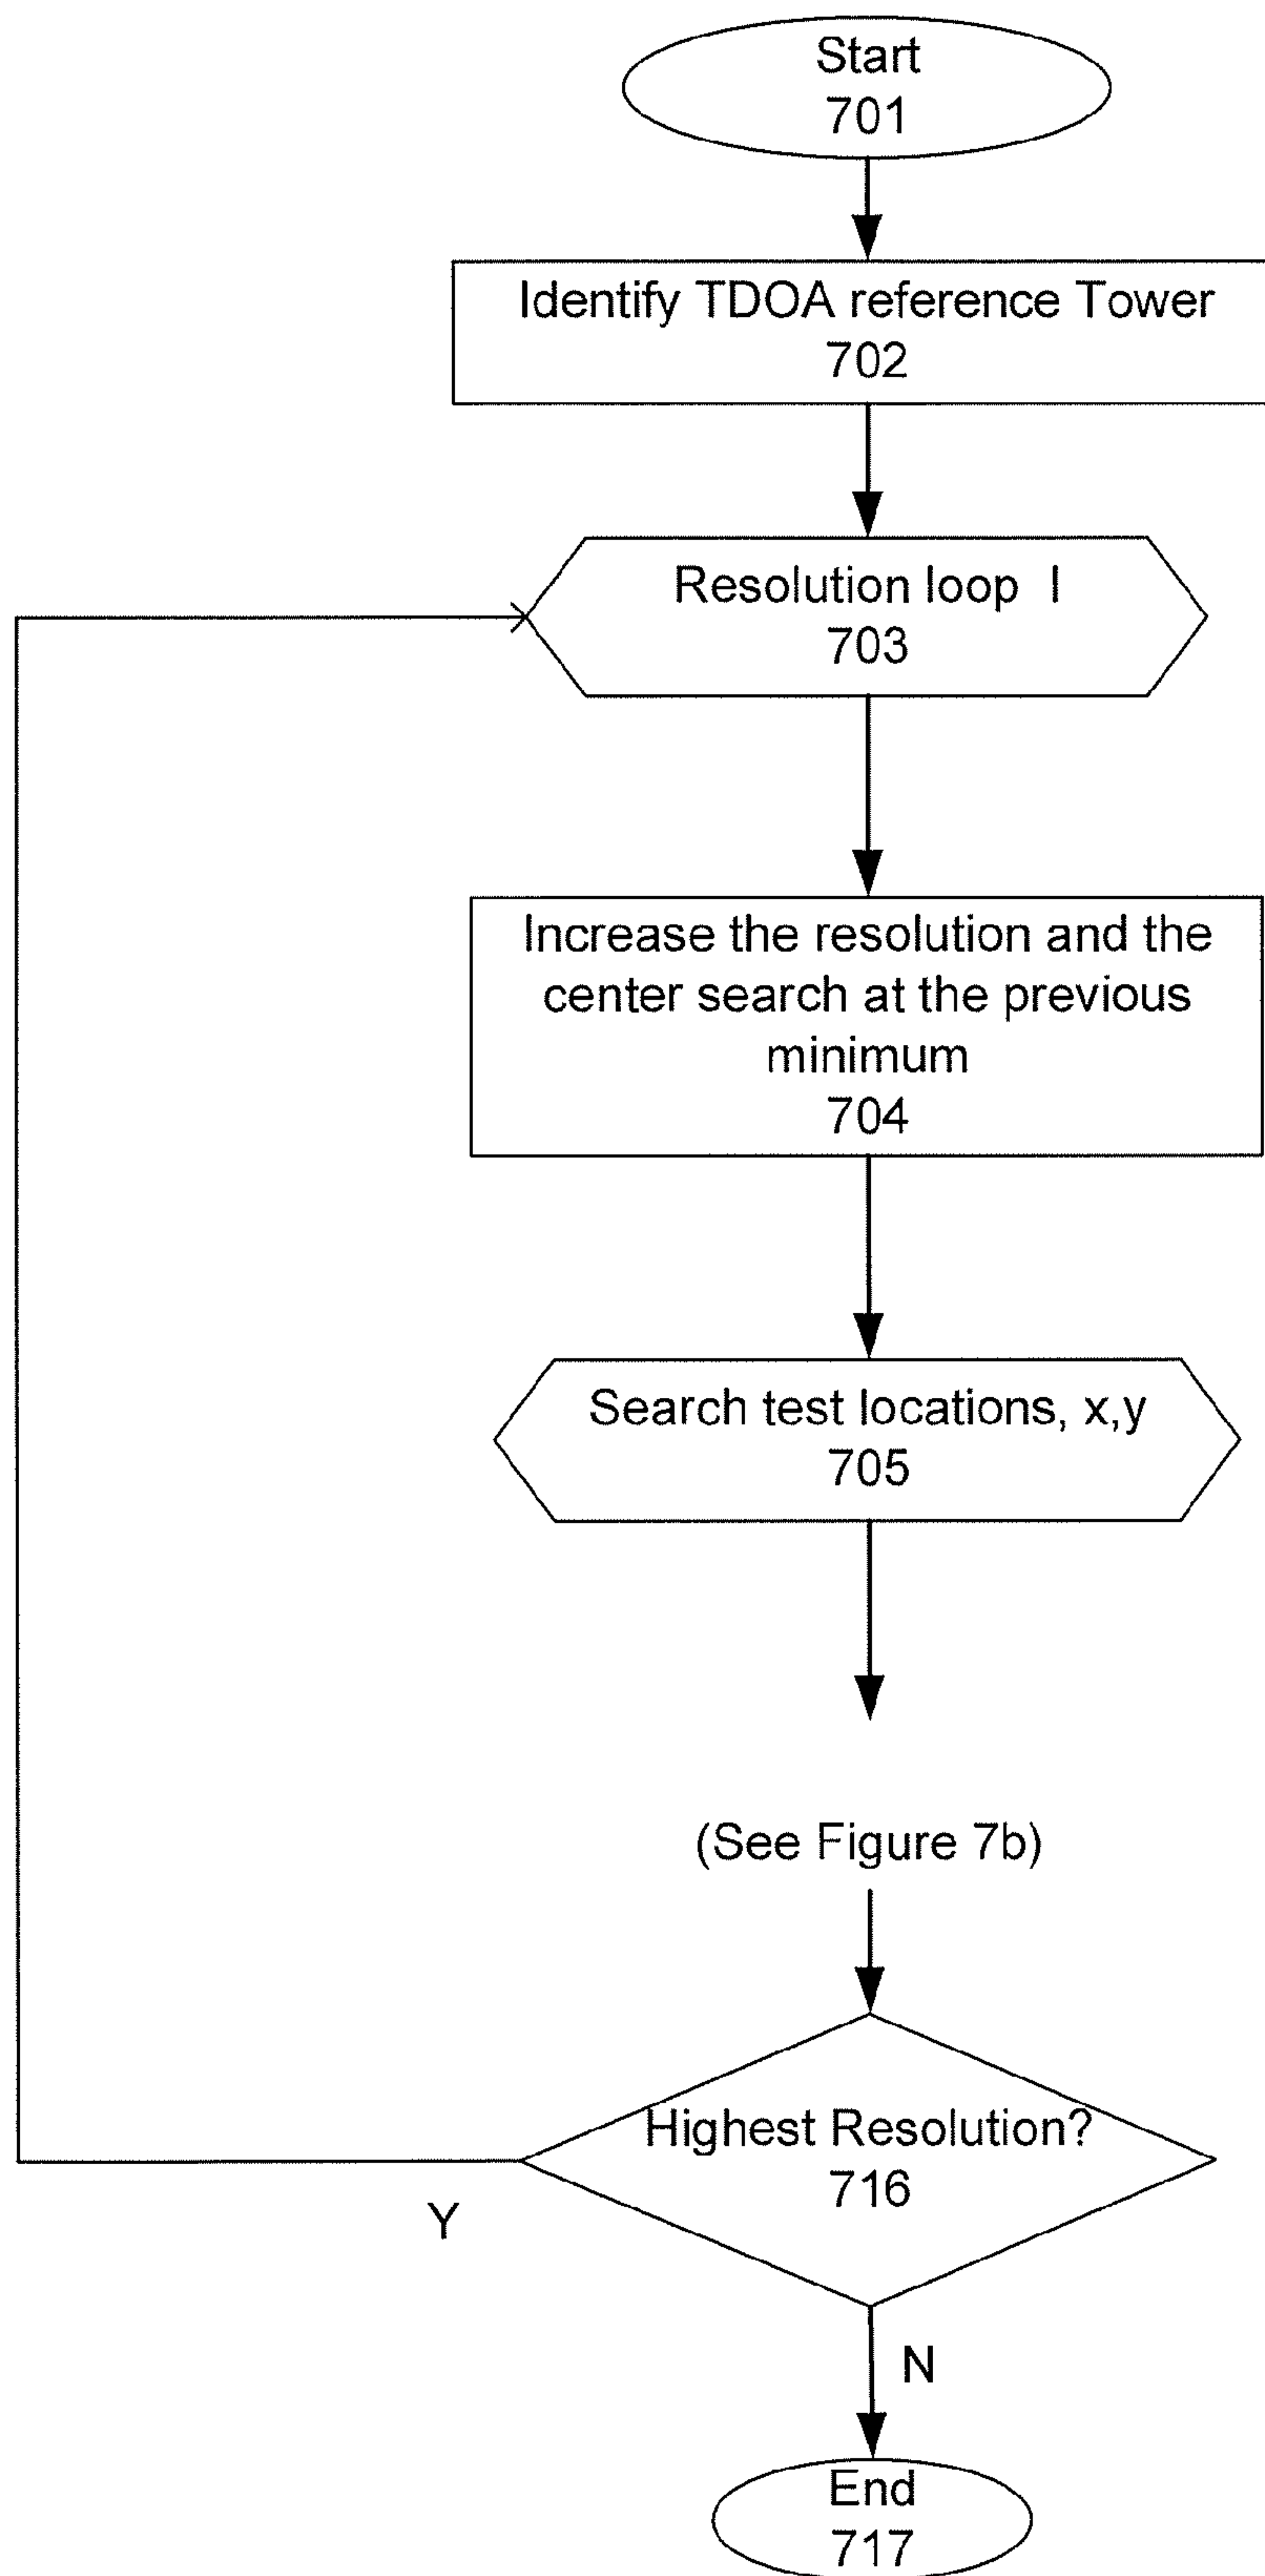 Start
701
Identify TDOA reference Tower
702
Resolution loop I
703
Increase the resolution and the
center search at the previous
minimum
704
Search test locations, x,y
705
(See Figure 7b)
Highest Resolution?
716
Y
N
End
717